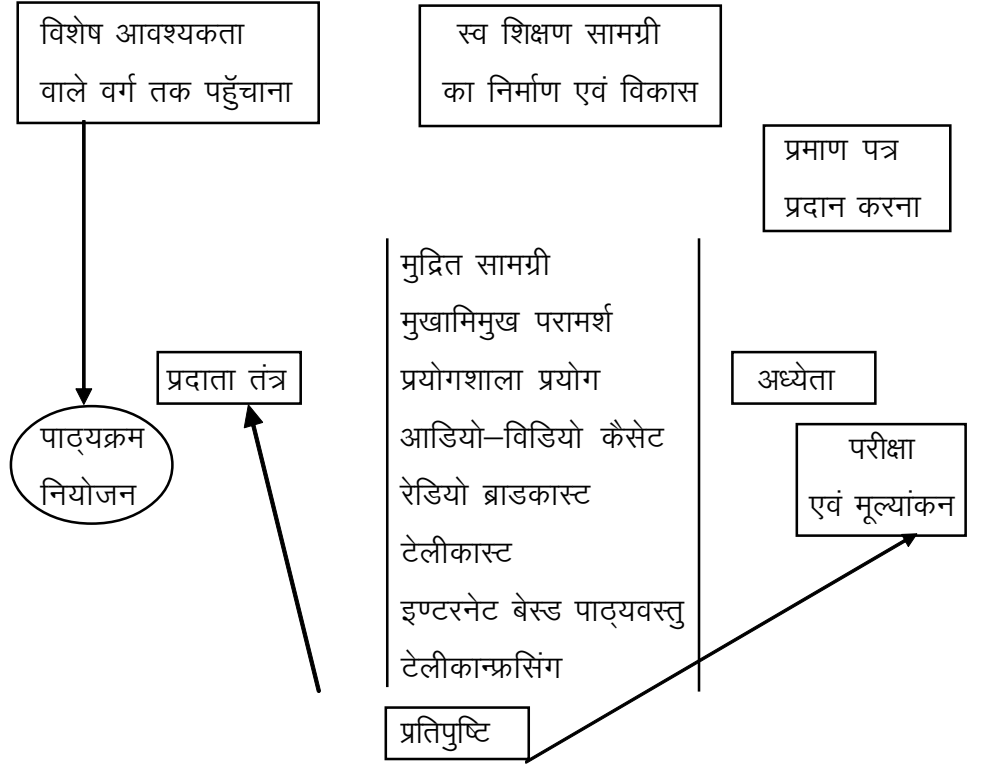 विशेष आवश्यकता
वाले वर्ग तक पहुॅचाना
स्व शिक्षण सामग्री
का निर्माण एवं विकास
प्रमाण पत्र
प्रदान करना
मुद्रित सामग्री
मुखामिमुख परामर्श
प्रदाता तंत्र
प्रयोगशाला प्रयोग
अध्येता
पाठ्यक्रम
नियोजन
आडियो–विडियो कैसेट
रेडियो ब्राडकास्ट
परीक्षा
एवं मूल्यांकन
टेलीकास्ट
इण्टरनेट बेस्ड पाठ्यवस्तु
टेलीकान्फ्रसिंग
प्रतिपुष्टि